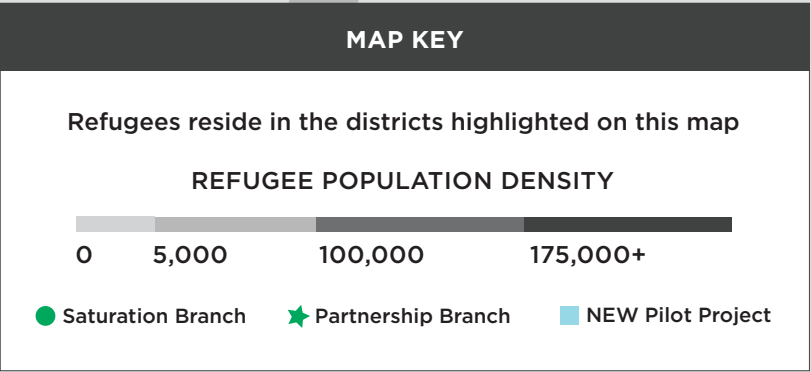 MAP KEY
Refugees reside in the districts highlighted on this map
REFUGEE POPULATION DENSITY
0 5,000 100,000 175,000+
Saturation Branch Partnership Branch NEW Pilot Project